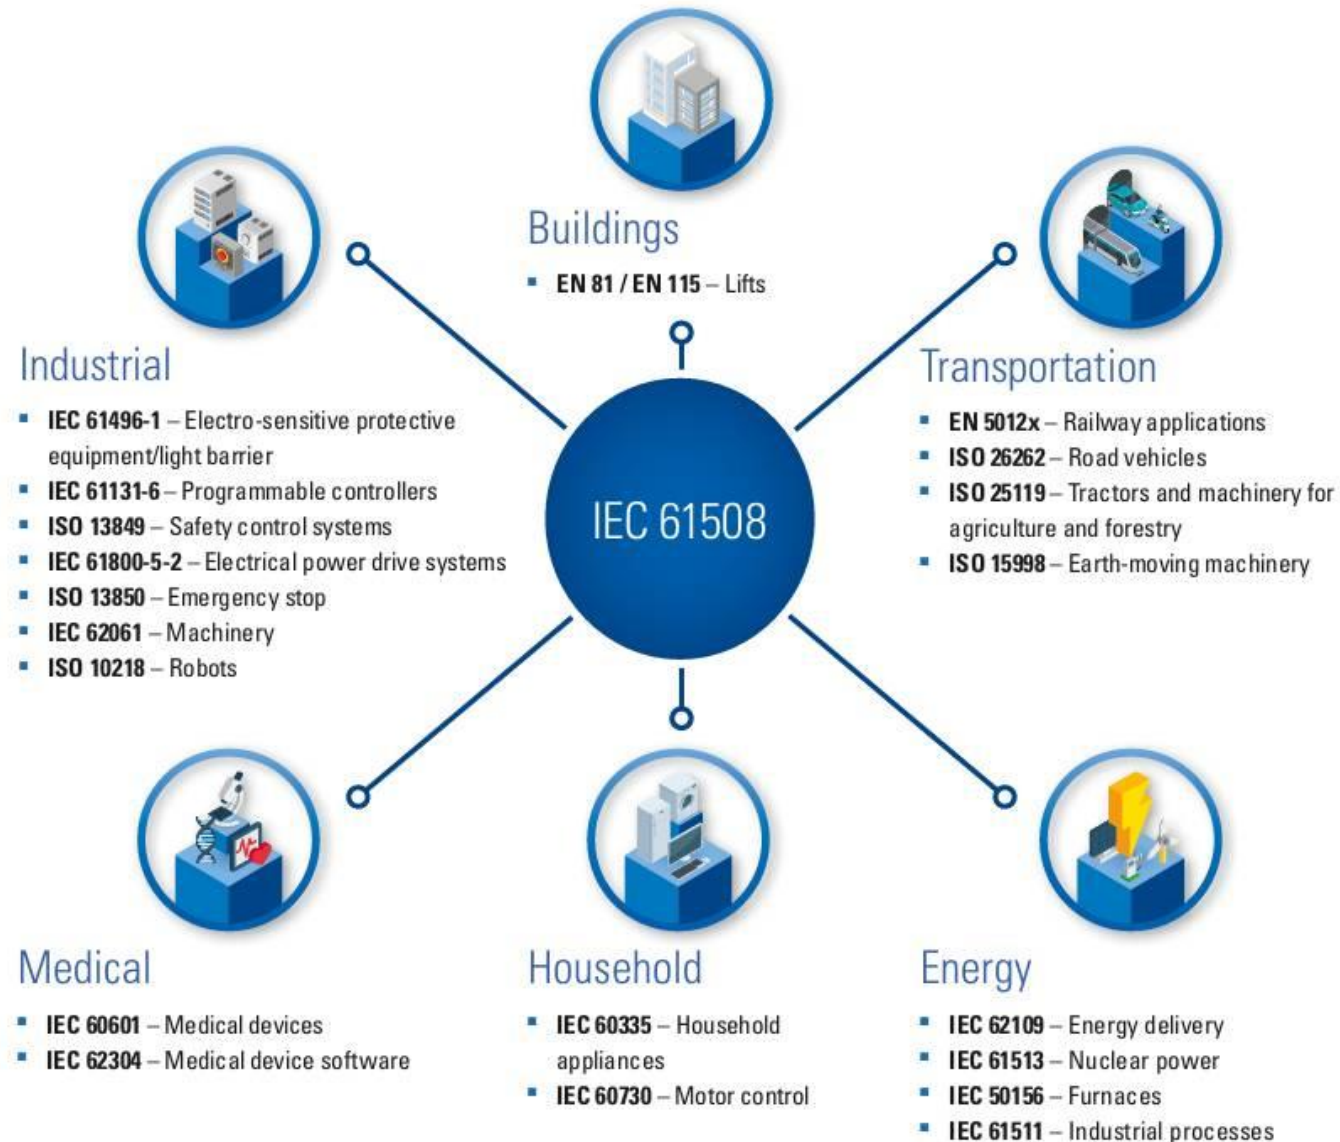 Buildings
▪ EN 81 / EN 115 – Lifts
Industrial
▪ IEC 61496-1 – Electro-sensitive protective
equipment/light barrier
▪ IEC 61131-6 – Programmable controllers
▪ ISO 13849 – Safety control systems
▪ IEC 61800-5-2 – Electrical power drive systems
▪ ISO 13850 – Emergency stop
▪ IEC 62061 – Machinery
▪ ISO 10218 – Robots
IEC 61508
Transportation
▪ EN 5012x – Railway applications
▪ ISO 26262 – Road vehicles
▪ ISO 25119 – Tractors and machinery for
agriculture and forestry
▪ ISO 15998 – Earth-moving machinery
Medical
▪ IEC 60601 – Medical devices
▪ IEC 62304 – Medical device software
Household
▪ IEC 60335 – Household
appliances
▪ IEC 60730 – Motor control
Energy
▪ IEC 62109 – Energy delivery
▪ IEC 61513 – Nuclear power
▪ IEC 50156 – Furnaces
▪ IEC 61511 – Industrial processes